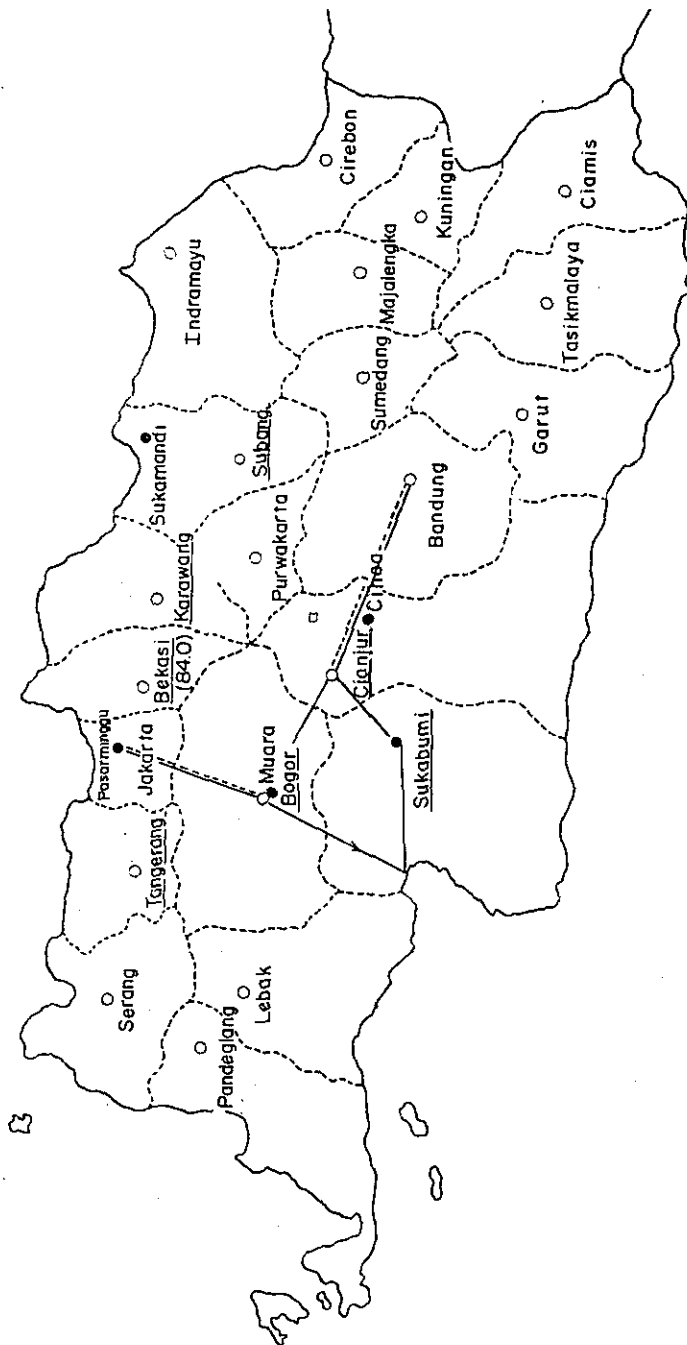 Serang
Pandeglang
Lebak
Tangerang
Pasarminggu
Jakarta
Muara
Bogor
Bekasi
(84.0)
Karawang
Sukamandi
Subang
Purwakarta
Cianjur
Sukabumi
Bandung
Indramayu
Sumedang
Majalengka
Cirebon
Kuningan
Garut
Tasikmalaya
Ciamis